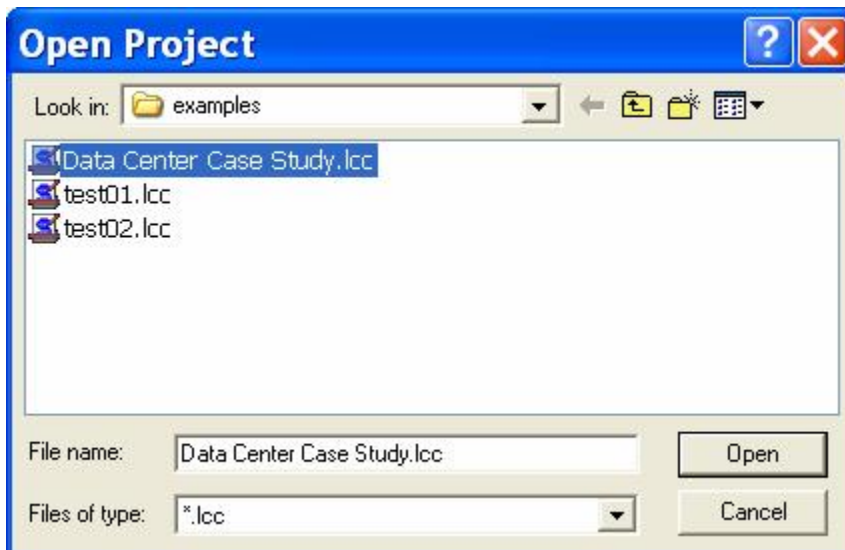 Open Project
Look in: examples
Data Center Case Study.lcc
test01.lcc
test02.lcc
File name: Data Center Case Study.lcc Open
Files of type: *.lcc Cancel